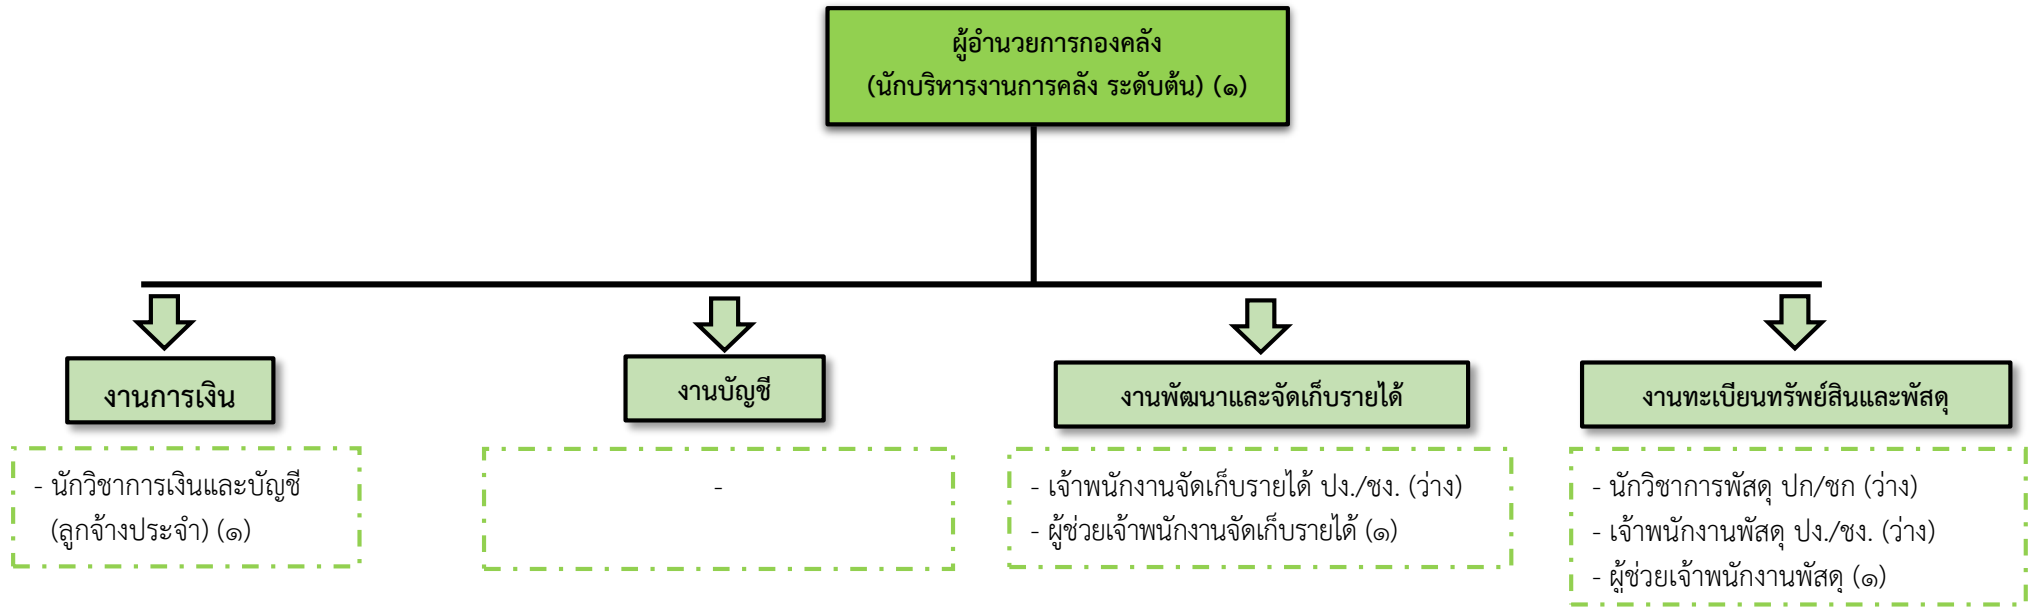 ผู้อำนวยการกองคลัง
(นักบริหารงานการคลัง ระดับต้น) (๑)
งานการเงิน
งานบัญชี
งานพัฒนาและจัดเก็บรายได้
งานทะเบียนทรัพย์สินและพัสดุ
- นักวิชาการเงินและบัญชี
(ลูกจ้างประจำ) (๑)
-
- เจ้าพนักงานจัดเก็บรายได้ ปง./ชง. (ว่าง)
- ผู้ช่วยเจ้าพนักงานจัดเก็บรายได้ (๑)
- นักวิชาการพัสดุ ปก/ชก (ว่าง)
- เจ้าพนักงานพัสดุ ปง./ชง. (ว่าง)
- ผู้ช่วยเจ้าพนักงานพัสดุ (๑)